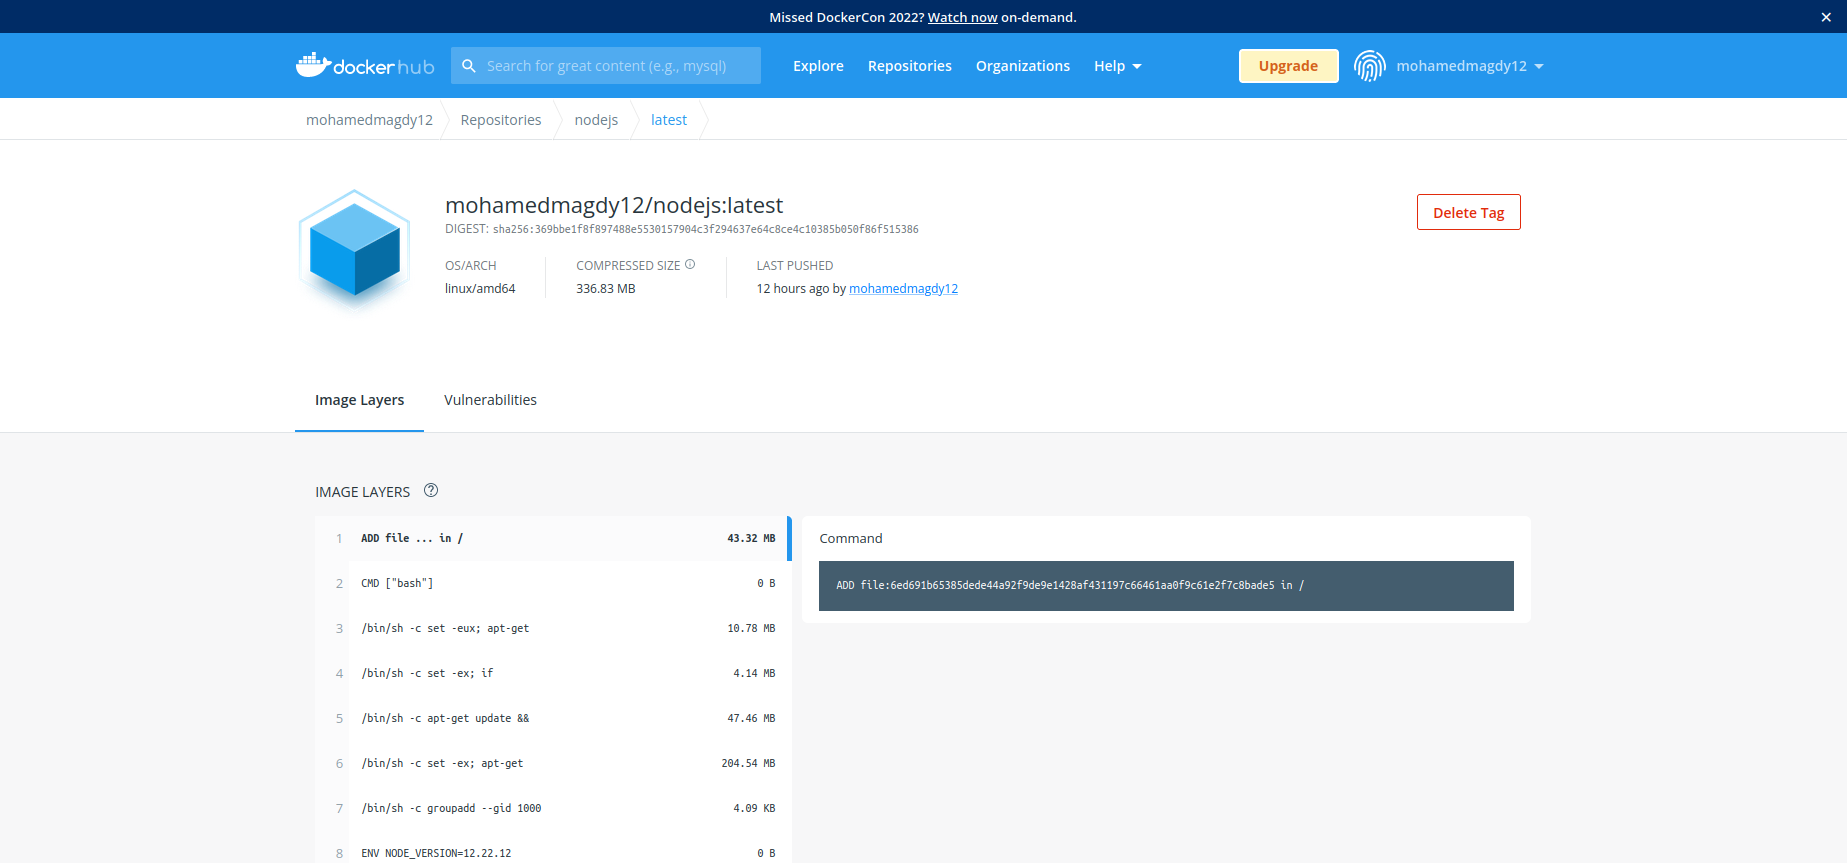 Missed DockerCon 2022? Watch now on-demand.
dockerhub
Search for great content (e.g., mysql)
Explore
Repositories
Organizations
Help
Upgrade
mohamedmagdy12
mohamedmagdy12
Repositories
nodejs
latest
mohamedmagdy12/nodejs:latest
DIGEST: sha256:369bbe1f8f897488e5530157904c3f294637e64c8ce4c10385b050f86f515386
Delete Tag
OS/ARCH
linux/amd64
COMPRESSED SIZE
336.83 MB
LAST PUSHED
12 hours ago by mohamedmagdy12
Image Layers
Vulnerabilities
IMAGE LAYERS
1 ADD file ... in / 43.32 MB
2 CMD ["bash"] 0 B
3 /bin/sh -c set -eux; apt-get 10.78 MB
4 /bin/sh -c set -ex; if 4.14 MB
5 /bin/sh -c apt-get update && 47.46 MB
6 /bin/sh -c set -ex; apt-get 204.54 MB
7 /bin/sh -c groupadd --gid 1000 4.09 KB
8 ENV NODE_VERSION=12.22.12 0 B
Command
ADD file:6ed691b65385dede44a92f9de9e1428af431197c66461aa0f9c61e2f7c8bade5 in /